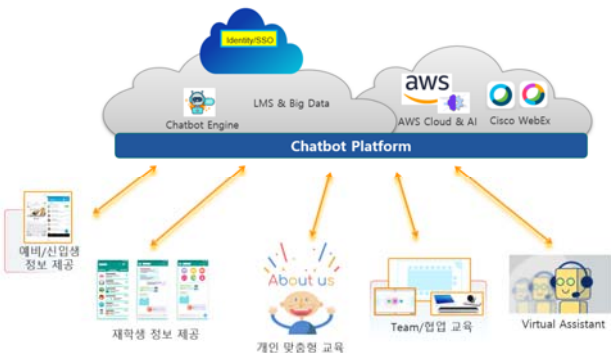 Identity/SSO
aws
LMS & Big Data
Chatbot Engine
AWS Cloud & AI
Cisco WebEx
Chatbot Platform
예비/신입생
정보 제공
재학생 정보 제공
About us
개인 맞춤형 교육
Team/협업 교육
Virtual Assistant